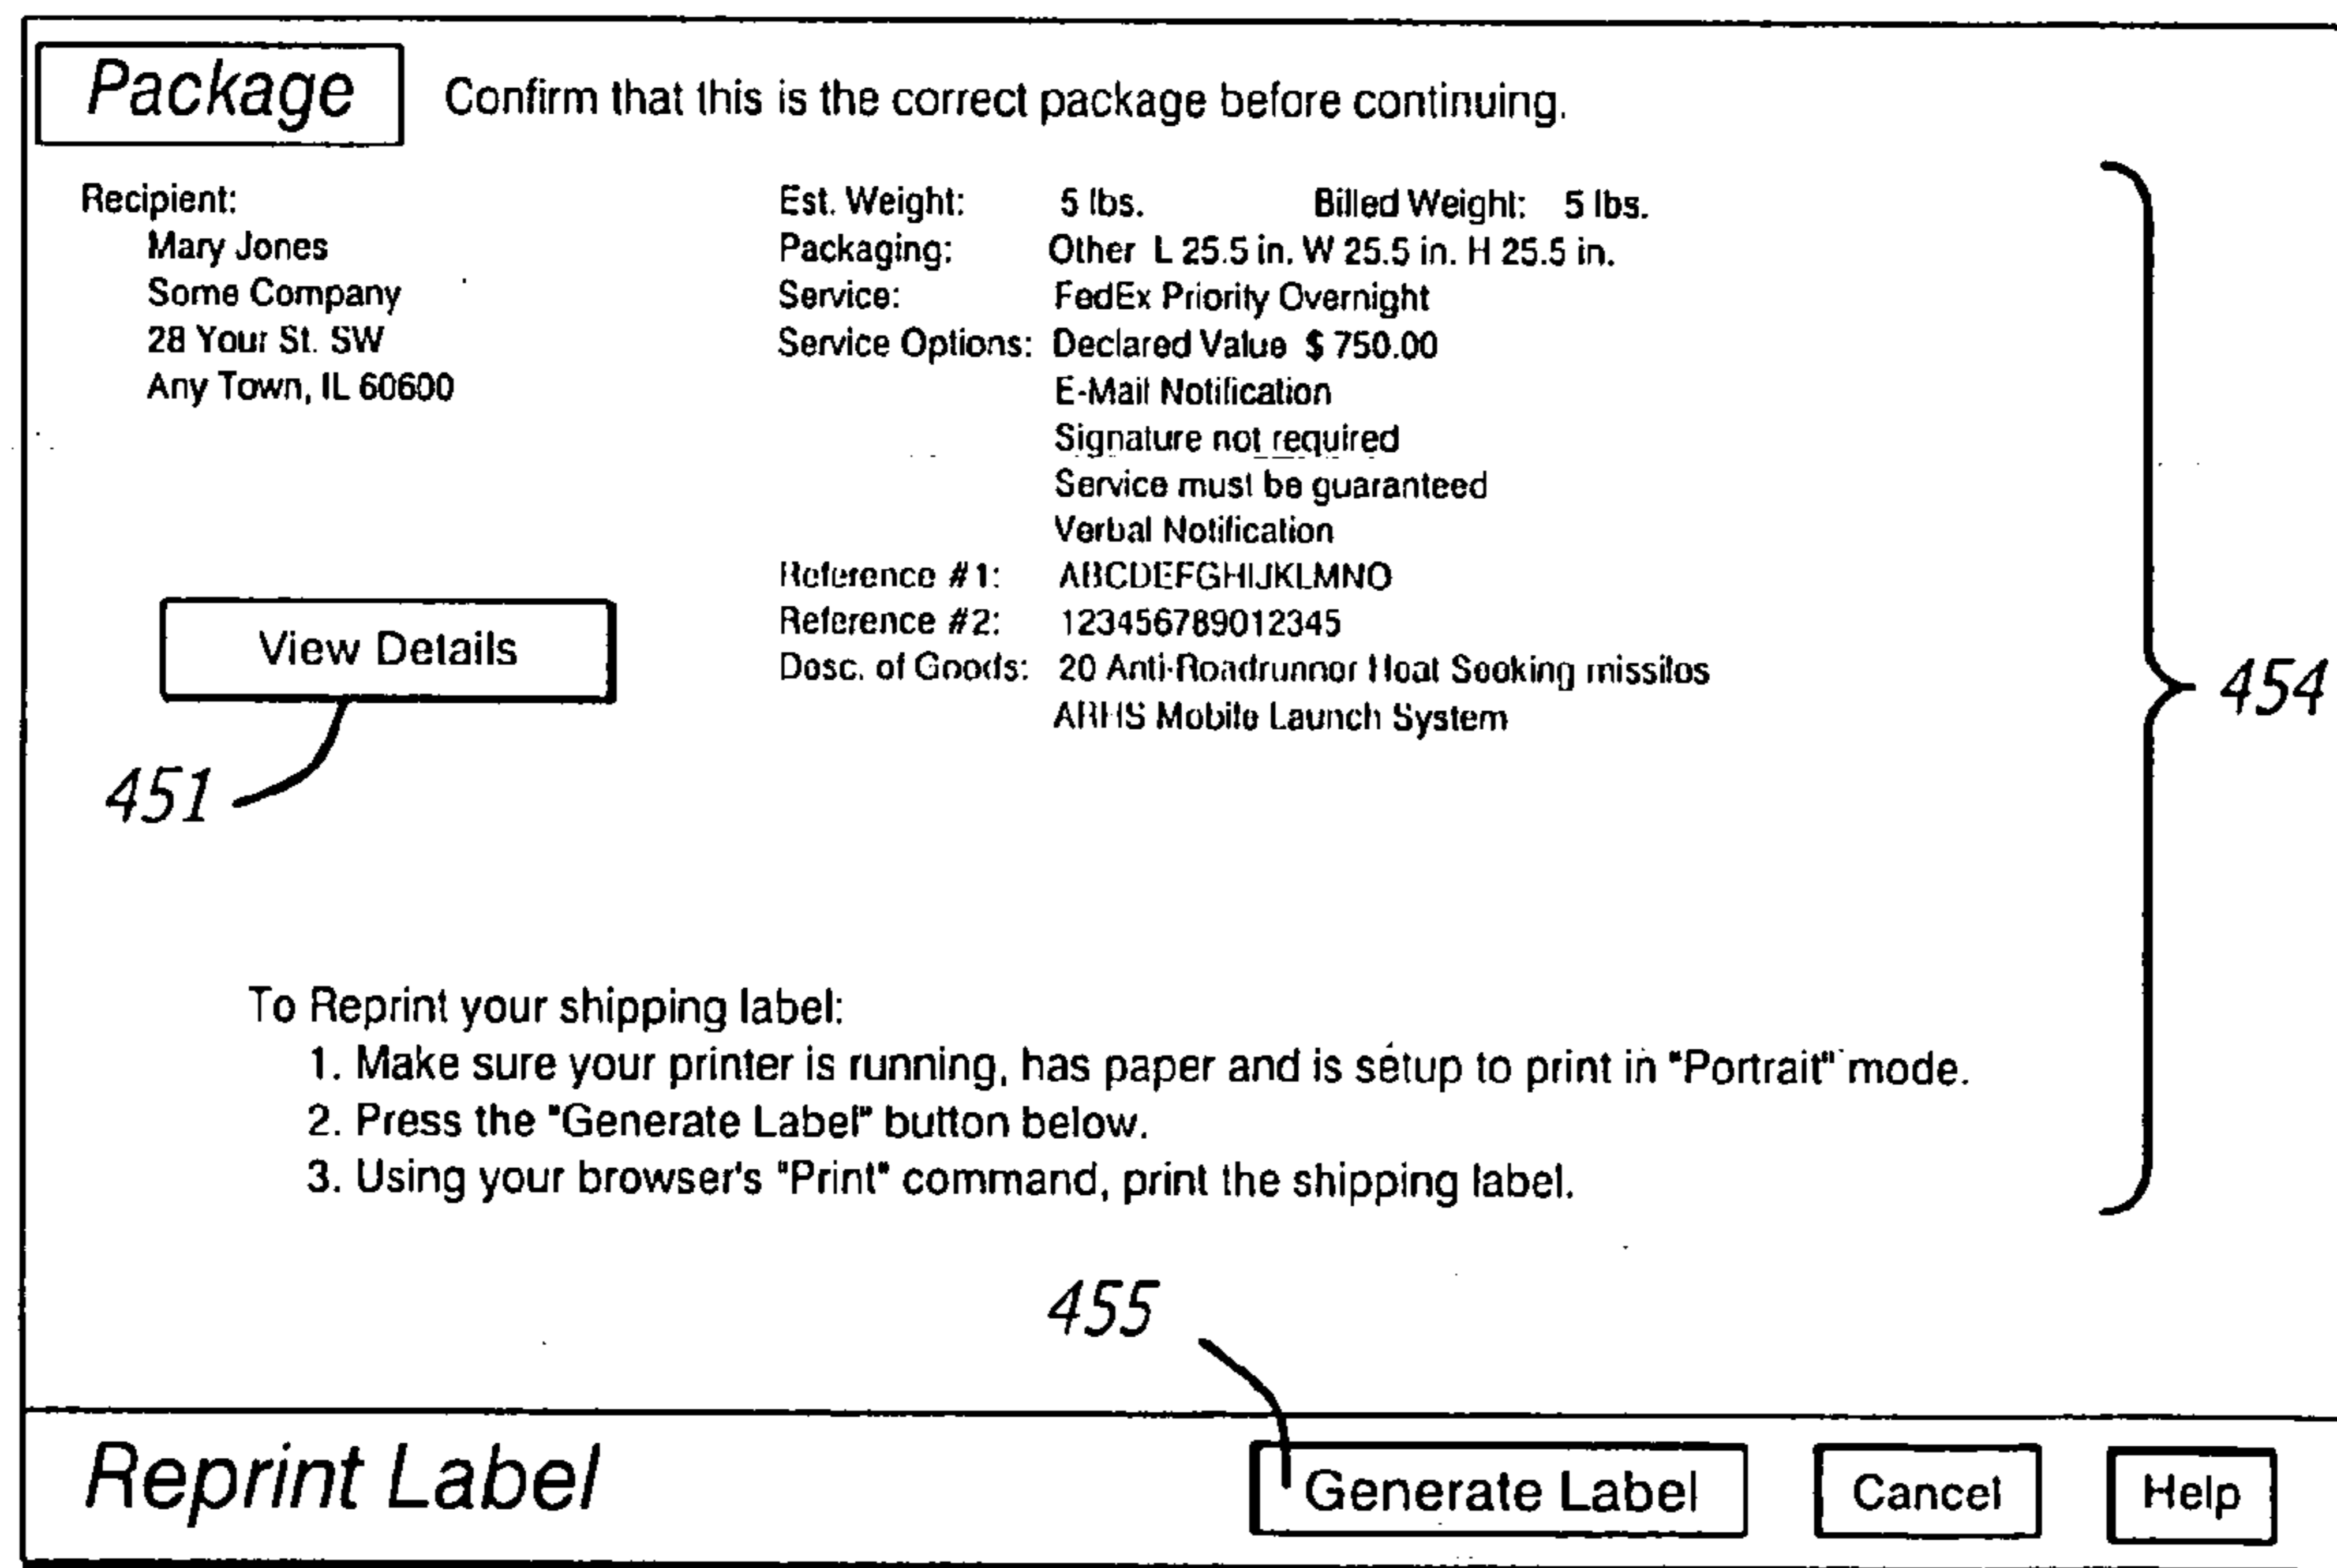 Package
Confirm that this is the correct package before continuing.
Recipient:
Mary Jones
Some Company
28 Your St. SW
Any Town, IL 60600
View Details
451
Est. Weight: 5 lbs. Billed Weight: 5 lbs.
Packaging: Other L 25.5 in. W 25.5 in. H 25.5 in.
Service: FedEx Priority Overnight
Service Options: Declared Value $ 750.00
E-Mail Notification
Signature not required
Service must be guaranteed
Verbal Notification
Reference #1: ABCDEFGHIJKLMNO
Reference #2: 123456789012345
Desc. of Goods: 20 Anti-Roadrunner Heat Seeking missiles
ARHS Mobile Launch System
454
To Reprint your shipping label:
1. Make sure your printer is running, has paper and is setup to print in "Portrait" mode.
2. Press the "Generate Label" button below.
3. Using your browser's "Print" command, print the shipping label.
455
Reprint Label
Generate Label
Cancel
Help